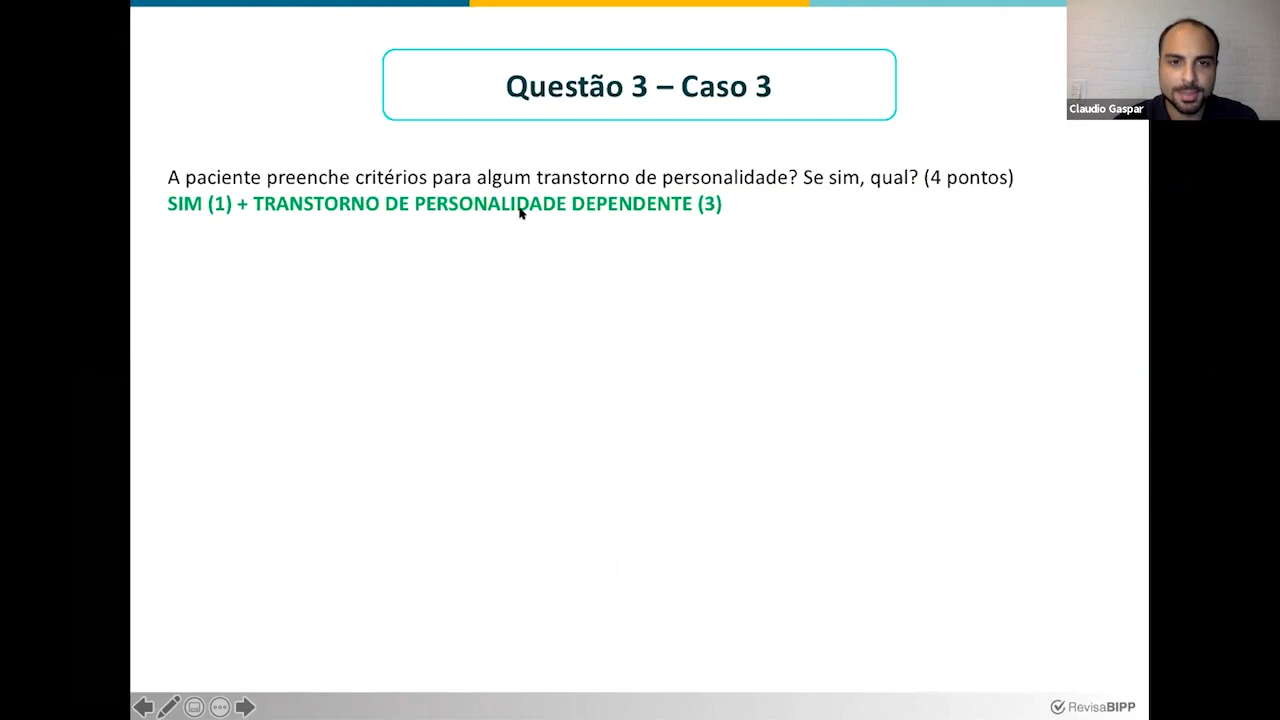 Questão 3 – Caso 3
Claudio Gaspar
A paciente preenche critérios para algum transtorno de personalidade? Se sim, qual? (4 pontos)
SIM (1) + TRANSTORNO DE PERSONALIDADE DEPENDENTE (3)
RevisaBIPP